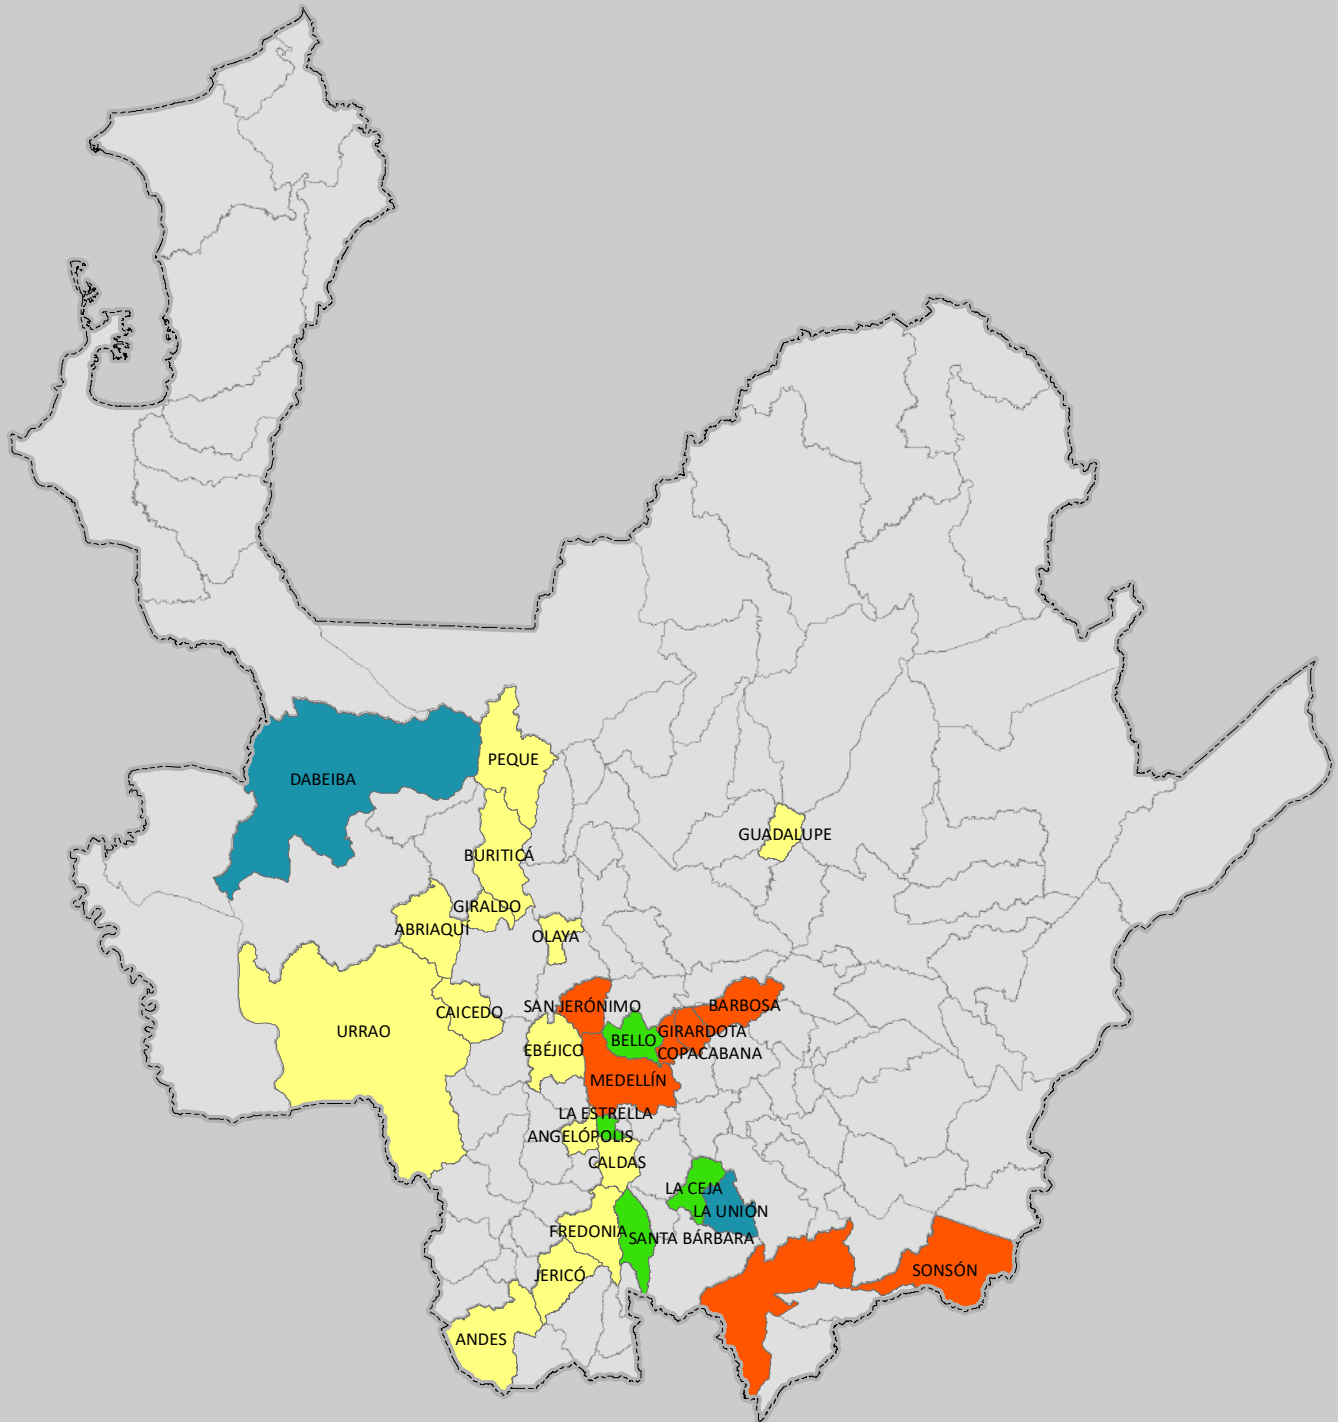 PEQUE
DABEIBA
GUADALUPE
BURITICÁ
GIRALDO
ABRIAQUI
OLAYA
SAN JERÓNIMO
BARBOSA
CAICEDO
URRAO
GIRARDOTA
BELLO
EBÉJICO
COPACABANA
MEDELLÍN
LA ESTRELLA
ANGELÓPOLIS
CALDAS
LA CEJA
LA UNIÓN
FREDONIA
SANTA BÁRBARA
SONSÓN
JERICÓ
ANDES